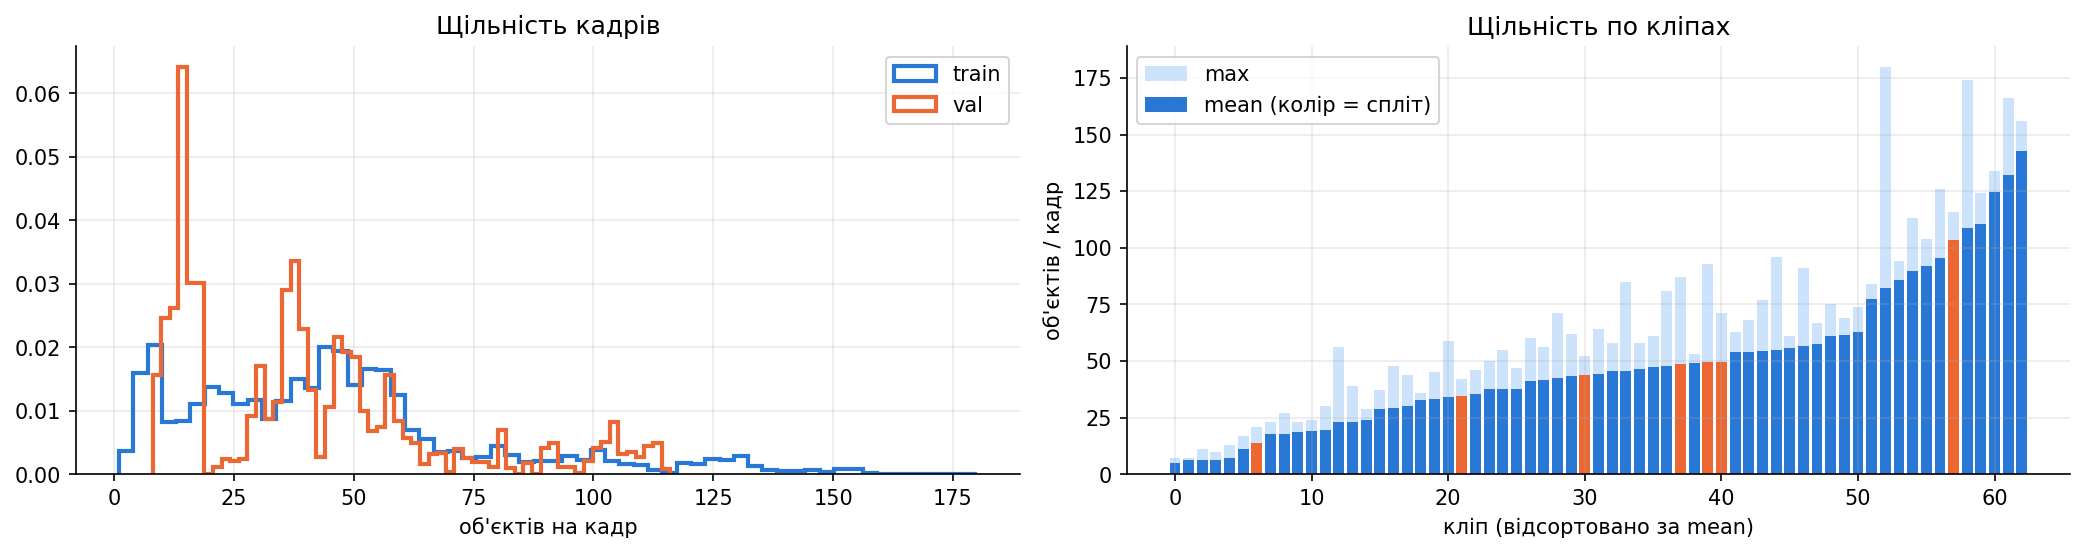 Щільність кадрів
train
val
0.06
0.05
0.04
0.03
0.02
0.01
0.00
0 25 50 75 100 125 150 175
об'єктів на кадр
Щільність по кліпах
max
mean (колір = спліт)
об'єктів / кадр
175
150
125
100
75
50
25
0
0 10 20 30 40 50 60
кліп (відсортовано за mean)